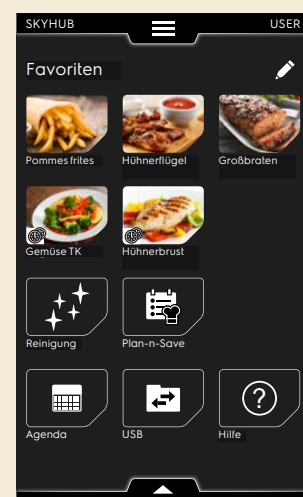 SKYHUB USER
Favoriten
Pommes frites Hühnerflügel Großbraten
Gemüse TK Hühnerbrust
Reinigung Plan-n-Save
Agenda USB Hilfe